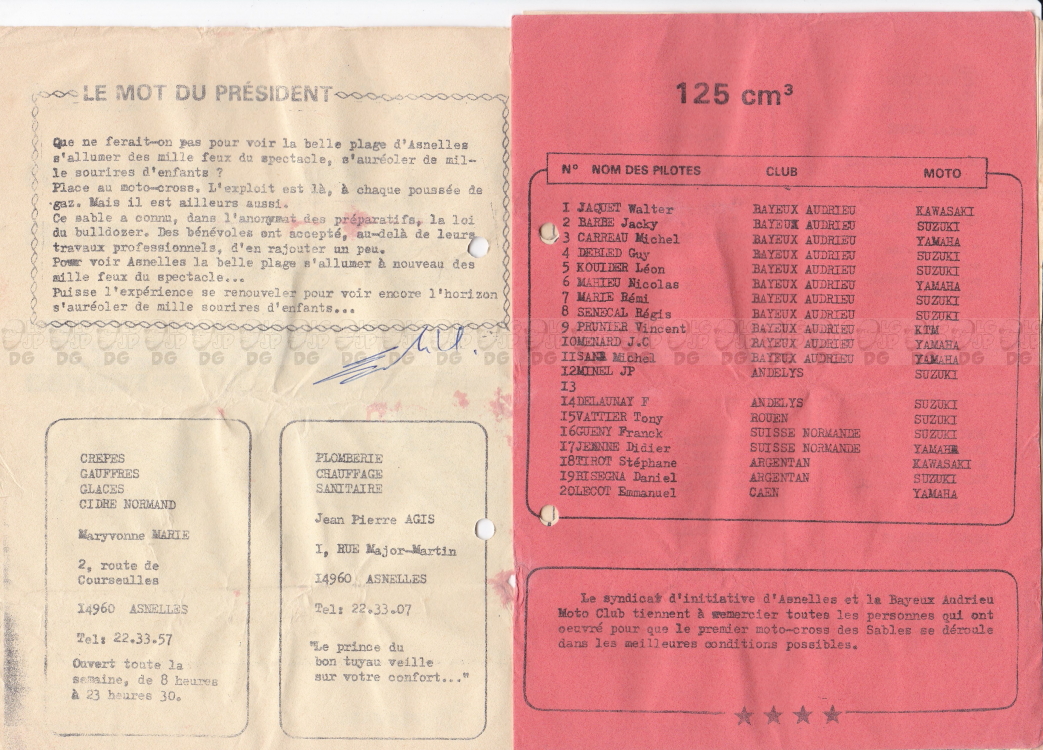 LE MOT DU PRÉSIDENT
Que ne ferait-on pas pour voir la belle plage d'Asnelles
s'allumer des mille feux du spectacle, s'auréoler de mil-
le sourires d'enfants ?
Place au moto-cross. L'exploit est là, à chaque poussée de
gaz. Mais il est ailleurs aussi.
Ce sable a connu, dans l'anonymat des préparatifs, la loi
du bulldozer. Des bénévoles ont accepté, au-delà de leurs
travaux professionnels, d'en rajouter un peu.
Pour voir Asnelles la belle plage s'allumer à nouveau des
mille feux du spectacle...
Puisse l'expérience se renouveler pour voir encore l'horizon
s'auréoler de mille sourires d'enfants...
CREPES
GAUFFRES
GLACES
CIDRE NORMAND
Maryvonne MARIE
2, route de
Courseulles
I4960 ASNELLES
Tel: 22.33.57
Ouvert toute la
semaine, de 8 heures
à 23 heures 30.
PLOMBERIE
CHAUFFAGE
SANITAIRE
Jean Pierre AGIS
I, RUE Major-Martin
I4960 ASNELLES
Tel: 22.33.07
"Le prince du
bon tuyau veille
sur votre confort..."
125 cm³
N° NOM DES PILOTES CLUB MOTO
I JAQUET Walter BAYEUX AUDRIEU KAWASAKI
2 BARBE Jacky BAYEUX AUDRIEU SUZUKI
3 CARREAU Michel BAYEUX AUDRIEU YAMAHA
4 DEBLED Guy BAYEUX AUDRIEU SUZUKI
5 KOUIDER Léon BAYEUX AUDRIEU SUZUKI
6 MAHIEU Nicolas BAYEUX AUDRIEU YAMAHA
7 MARIE Rémi BAYEUX AUDRIEU SUZUKI
8 SENECAL Régis BAYEUX AUDRIEU SUZUKI
9 PRUNIER Vincent BAYEUX AUDRIEU KTM
IOMENARD J.C BAYEUX AUDRIEU YAMAHA
II Michel BAYEUX AUDRIEU YAMAHA
I2MINEL JP ANDELYS SUZUKI
I3
I4DELAUNAY F ANDELYS SUZUKI
I5VATTIER Tony ROUEN SUZUKI
I6GUENY Franck SUISSE NORMANDE SUZUKI
I7JEENNE Didier SUISSE NORMANDE YAMAHA
I8TIROT Stéphane ARGENTAN KAWASAKI
I9RISEGNA Daniel ARGENTAN SUZUKI
20LECOT Emmanuel CAEN YAMAHA
Le syndicat d'initiative d'Asnelles et la Bayeux Audrieu
Moto Club tiennent à remercier toutes les personnes qui ont
oeuvré pour que le premier moto-cross des Sables se déroule
dans les meilleures conditions possibles.